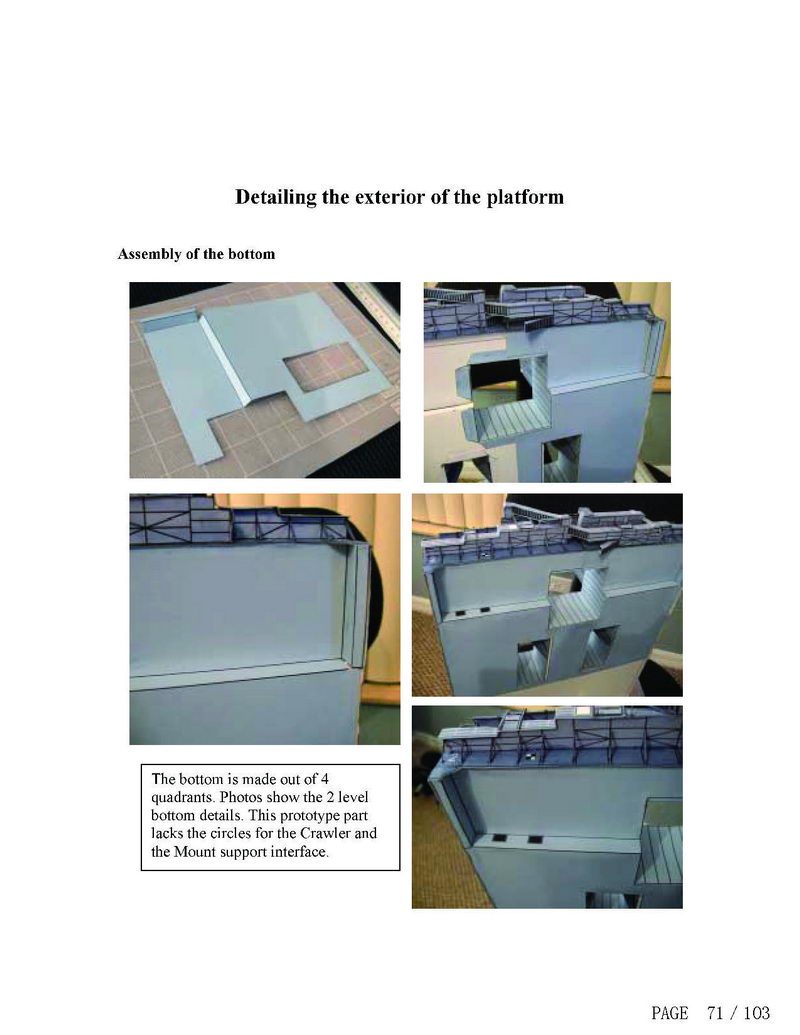 Detailing the exterior of the platform
Assembly of the bottom
The bottom is made out of 4
quadrants. Photos show the 2 level
bottom details. This prototype part
lacks the circles for the Crawler and
the Mount support interface.
PAGE 71 / 103